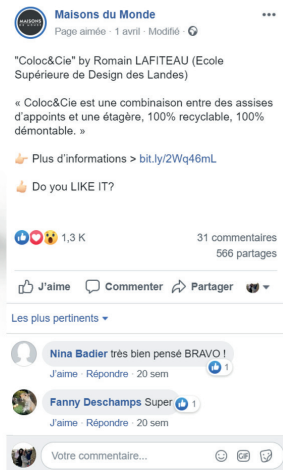 MAISONS
DU MONDE
Maisons du Monde
Page aimée · 1 avril · Modifié ·
"Coloc&Cie" by Romain LAFITEAU (Ecole
Supérieure de Design des Landes)
« Coloc&Cie est une combinaison entre des assises
d'appoints et une étagère, 100% recyclable, 100%
démontable. »
Plus d'informations > bit.ly/2Wq46mL
Do you LIKE IT?
1,3 K
31 commentaires
566 partages
J'aime Commenter Partager
Les plus pertinents
Nina Badier très bien pensé BRAVO !
1
J'aime · Répondre · 20 sem
Fanny Deschamps Super 1
J'aime · Répondre · 20 sem
Votre commentaire...
GIF